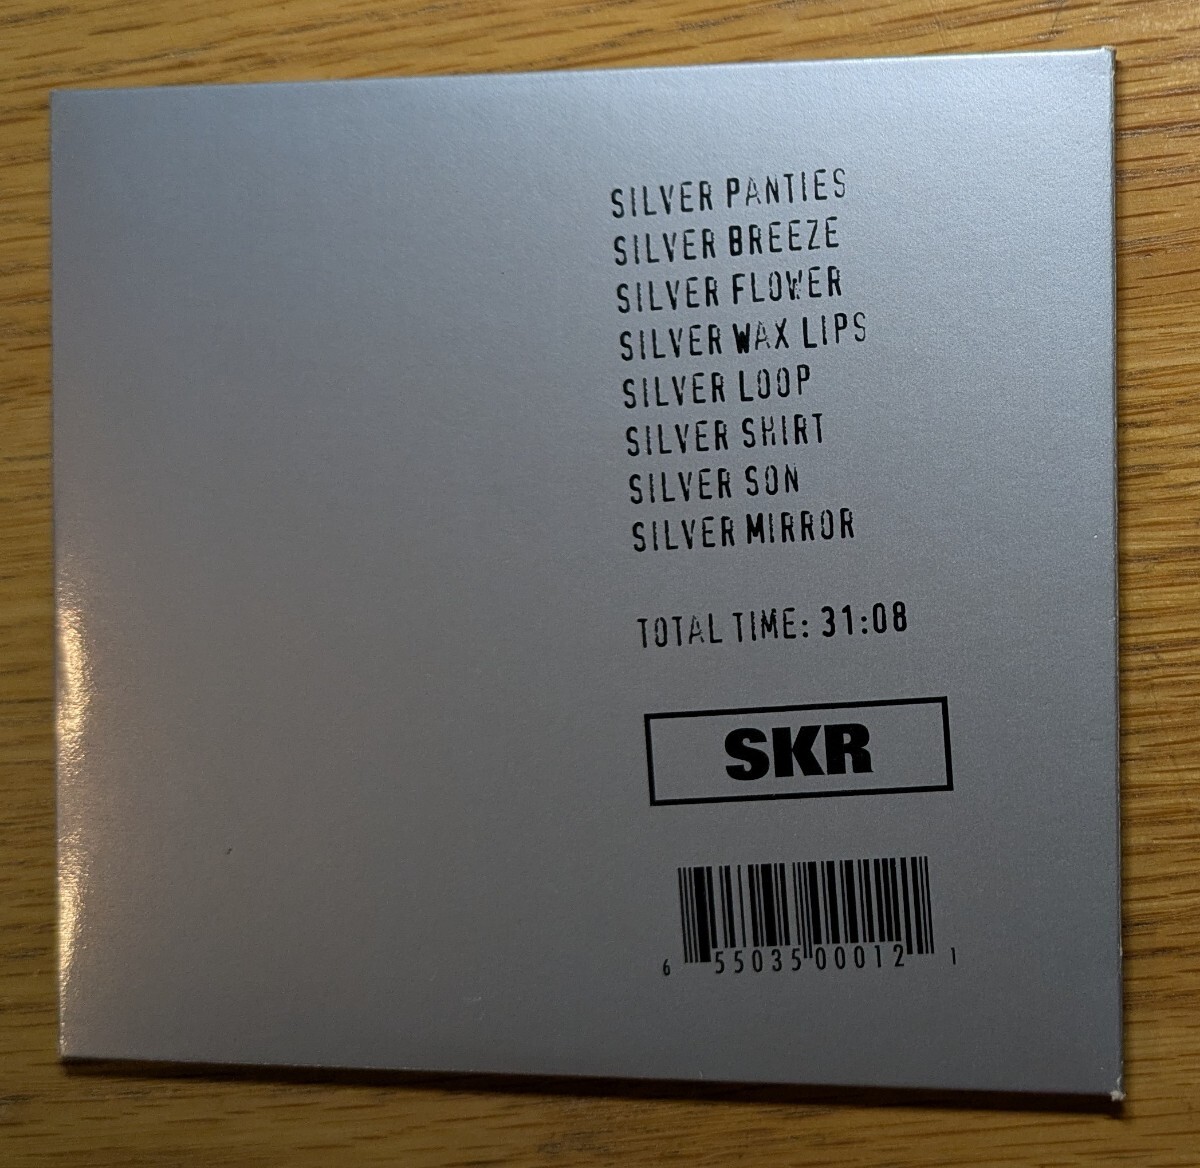 SILVER PANTIES
SILVER BREEZE
SILVER FLOWER
SILVER WAX LIPS
SILVER LOOP
SILVER SHIRT
SILVER SON
SILVER MIRROR
TOTAL TIME: 31:08
SKR
6 55035 00012 1